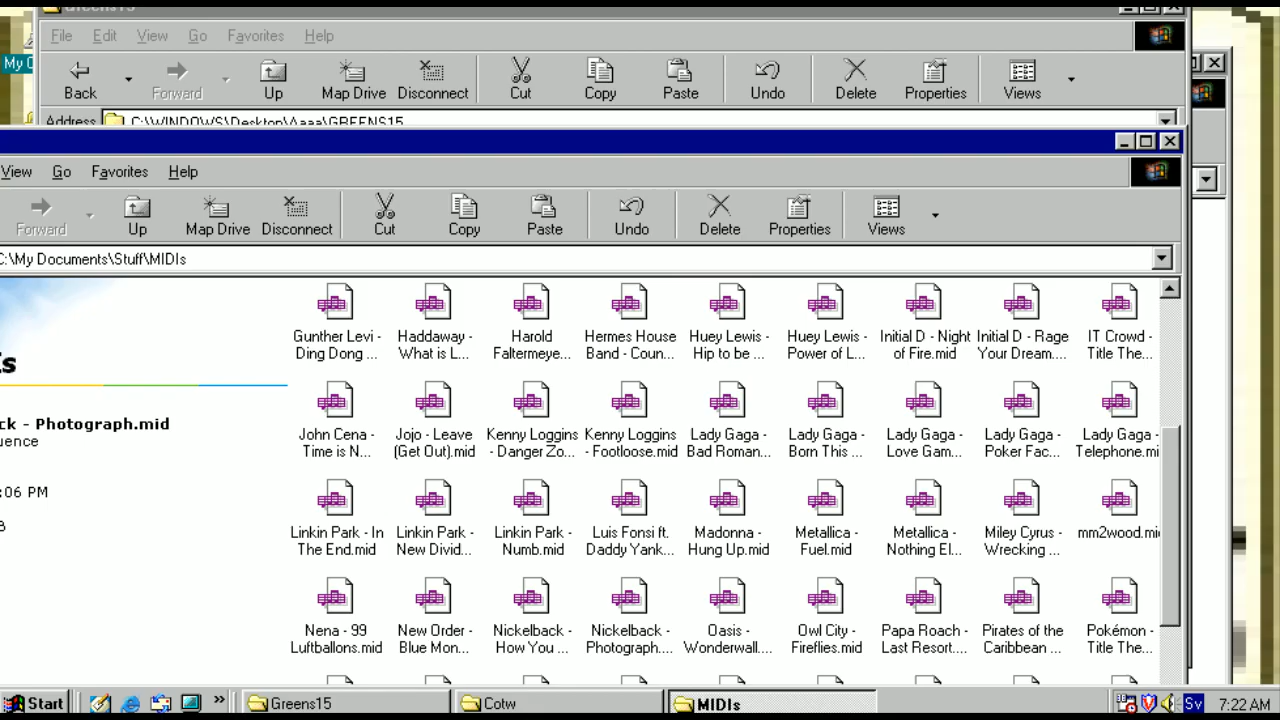 Greens15
File Edit View Go Favorites Help
My
Back Forward Up Map Drive Disconnect Cut Copy Paste Undo Delete Properties Views
Address C:\WINDOWS\Desktop\Aaaa\GREENS15
View Go Favorites Help
Forward Up Map Drive Disconnect Cut Copy Paste Undo Delete Properties Views
C:\My Documents\Stuff\MIDIs
Gunther Levi - Haddaway - Harold Hermes House Huey Lewis - Huey Lewis - Initial D - Night Initial D - Rage IT Crowd -
Ding Dong ... What is L... Faltermeye... Band - Coun... Hip to be ... Power of L... of Fire.mid Your Dream.... Title The...
ck - Photograph.mid
uence
John Cena - Jojo - Leave Kenny Loggins Kenny Loggins Lady Gaga - Lady Gaga - Lady Gaga - Lady Gaga - Lady Gaga -
Time is N... (Get Out).mid - Danger Zo... - Footloose.mid Bad Roman... Born This ... Love Gam... Poker Fac... Telephone.mi
:06 PM
Linkin Park - In Linkin Park - Linkin Park - Luis Fonsi ft. Madonna - Metallica - Metallica - Miley Cyrus - mm2wood.mi
The End.mid New Divid... Numb.mid Daddy Yank... Hung Up.mid Fuel.mid Nothing El... Wrecking ...
Nena - 99 New Order - Nickelback - Nickelback - Oasis - Owl City - Papa Roach - Pirates of the Pokémon -
Luftballons.mid Blue Mon... How You ... Photograph.... Wonderwall.... Fireflies.mid Last Resort.... Caribbean ... Title The...
Start » Greens15 Cotw MIDIs Sv 7:22 AM